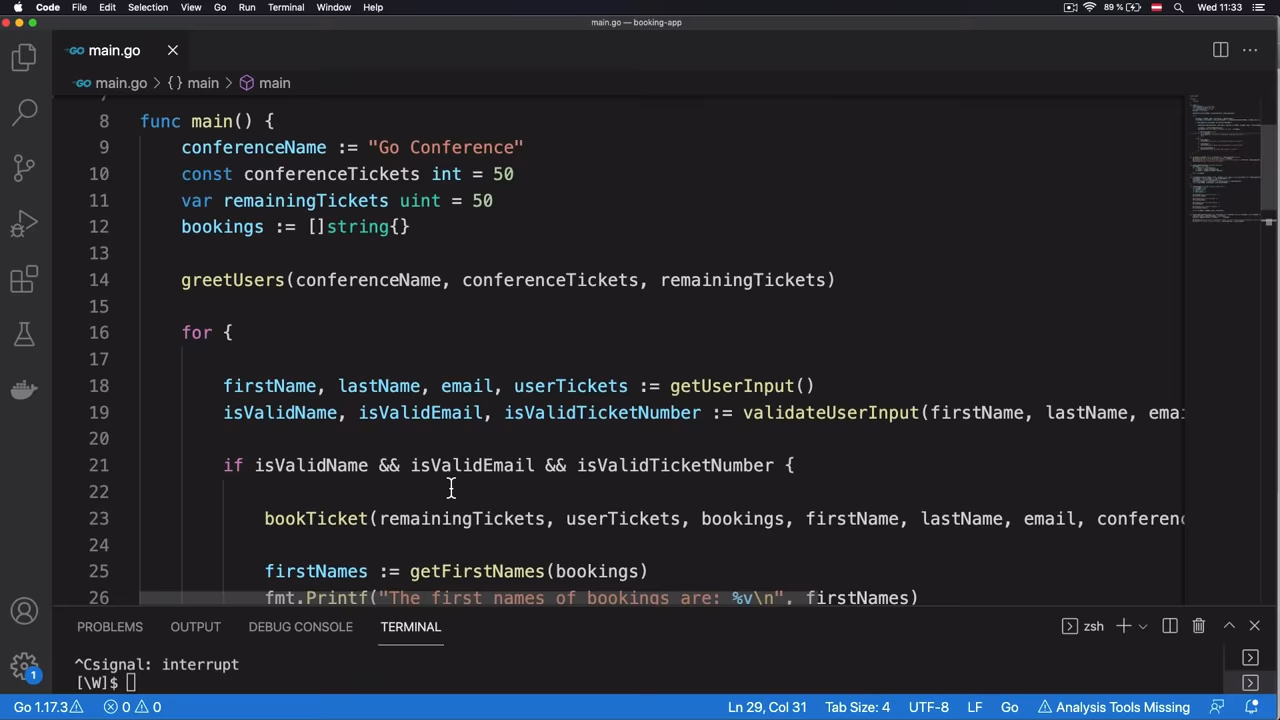 Code File Edit Selection View Go Run Terminal Window Help 89 % Wed 11:33
main.go — booking-app
GO main.go
GO main.go > {} main > main
8 func main() {
9 conferenceName := "Go Conference"
10 const conferenceTickets int = 50
11 var remainingTickets uint = 50
12 bookings := []string{}
13
14 greetUsers(conferenceName, conferenceTickets, remainingTickets)
15
16 for {
17
18 firstName, lastName, email, userTickets := getUserInput()
19 isValidName, isValidEmail, isValidTicketNumber := validateUserInput(firstName, lastName, emai
20
21 if isValidName && isValidEmail && isValidTicketNumber {
22
23 bookTicket(remainingTickets, userTickets, bookings, firstName, lastName, email, conferenc
24
25 firstNames := getFirstNames(bookings)
26 fmt.Printf("The first names of bookings are: %v\n", firstNames)
PROBLEMS OUTPUT DEBUG CONSOLE TERMINAL zsh
^Csignal: interrupt
[\W]$
1
Go 1.17.3 0 0 Ln 29, Col 31 Tab Size: 4 UTF-8 LF Go Analysis Tools Missing